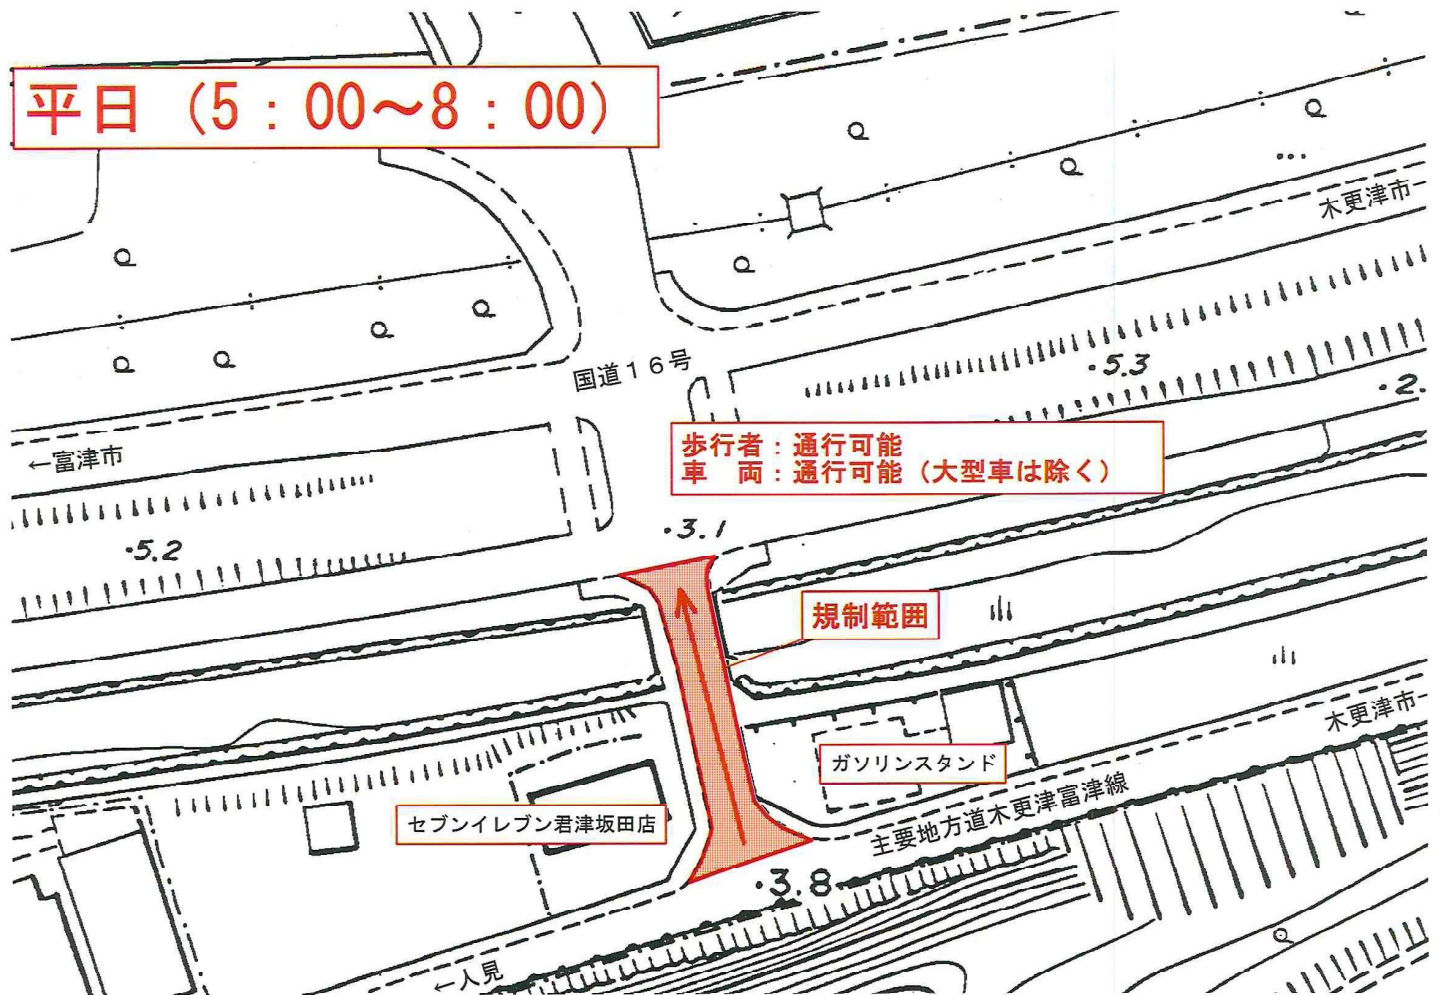 平日（5：00～8：00）
木更津市
国道16号
・5.3
・2.
歩行者：通行可能
車　両：通行可能（大型車は除く）
←富津市
・3.1
・5.2
規制範囲
木更津市
ガソリンスタンド
主要地方道木更津富津線
セブンイレブン君津坂田店
・3.8
←人見